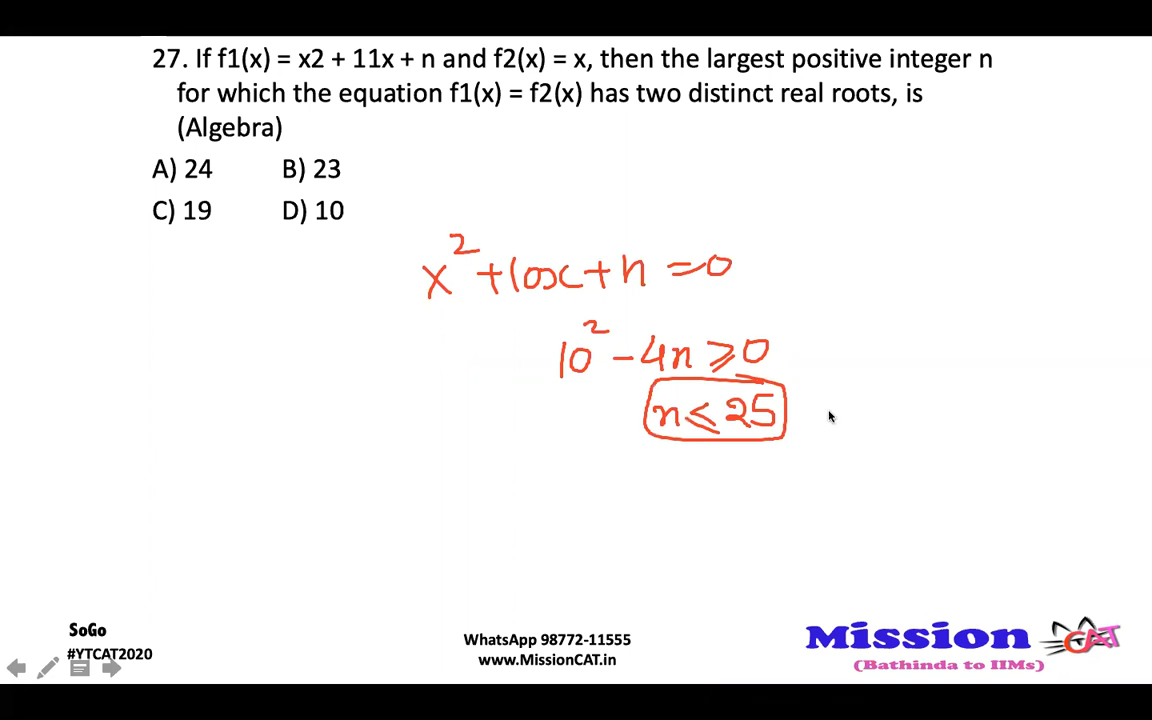 27. If f1(x) = x2 + 11x + n and f2(x) = x, then the largest positive integer n
for which the equation f1(x) = f2(x) has two distinct real roots, is
(Algebra)
A) 24 B) 23
C) 19 D) 10
x² + 10x + n = 0
10² - 4n ⩾ 0
n ⩽ 25
SoGo
#YTCAT2020
WhatsApp 98772-11555
www.MissionCAT.in
Mission CAT
(Bathinda to IIMs)